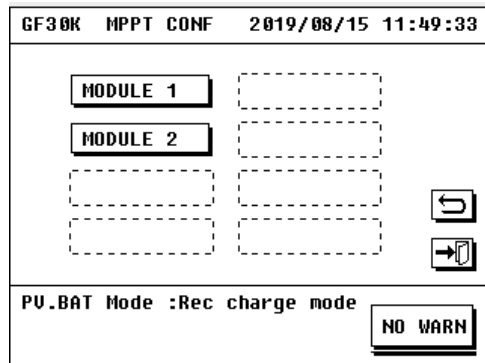 GF30K MPPT CONF 2019/08/15 11:49:33
MODULE 1
MODULE 2
PV.BAT Mode :Rec charge mode
NO WARN